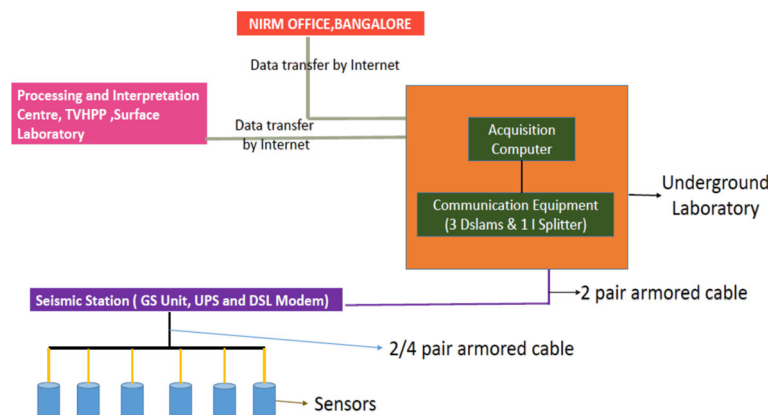 NIRM OFFICE,BANGALORE
Data transfer by Internet
Processing and Interpretation
Centre, TVHPP ,Surface
Laboratory
Data transfer
by Internet
Acquisition
Computer
Communication Equipment
(3 Dslams & 1 I Splitter)
Underground
Laboratory
Seismic Station ( GS Unit, UPS and DSL Modem)
2 pair armored cable
2/4 pair armored cable
Sensors